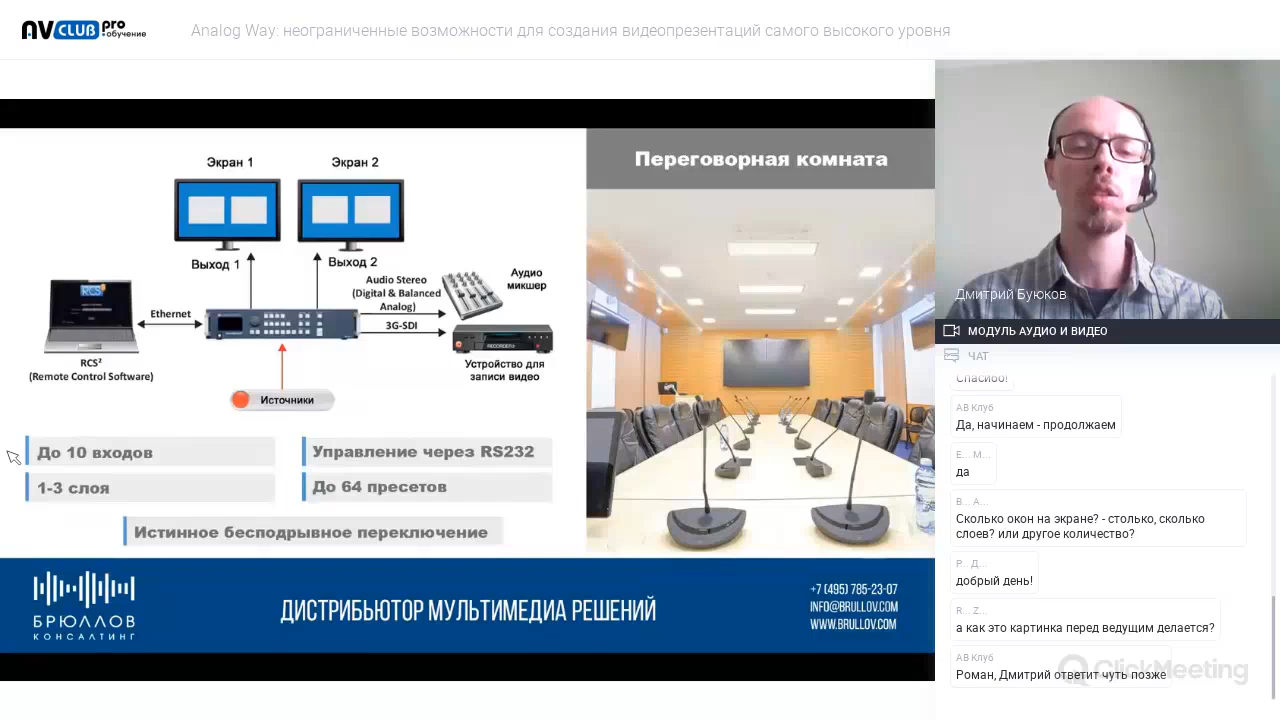 AV CLUB pro
обучение
Analog Way: неограниченные возможности для создания видеопрезентаций самого высокого уровня
Экран 1
Экран 2
Переговорная комната
Выход 1
Выход 2
Audio Stereo
(Digital & Balanced
Analog)
Аудио
микшер
RCS²
Ethernet
3G-SDI
RECORDER
RCS²
(Remote Control Software)
Устройство для
записи видео
Источники
До 10 входов
Управление через RS232
1-3 слоя
До 64 пресетов
Истинное бесподрывное переключение
БРЮЛЛОВ
КОНСАЛТИНГ
ДИСТРИБЬЮТОР МУЛЬТИМЕДИА РЕШЕНИЙ
+7 (495) 785-23-07
INFO@BRULLOV.COM
WWW.BRULLOV.COM
Дмитрий Буюков
МОДУЛЬ АУДИО И ВИДЕО
ЧАТ
Спасибо!
АВ Клуб
Да, начинаем - продолжаем
Е... М...
да
В... А...
Сколько окон на экране? - столько, сколько
слоев? или другое количество?
Р... Д...
добрый день!
R... Z...
а как это картинка перед ведущим делается?
АВ Клуб
Роман, Дмитрий ответит чуть позже
ClickMeeting